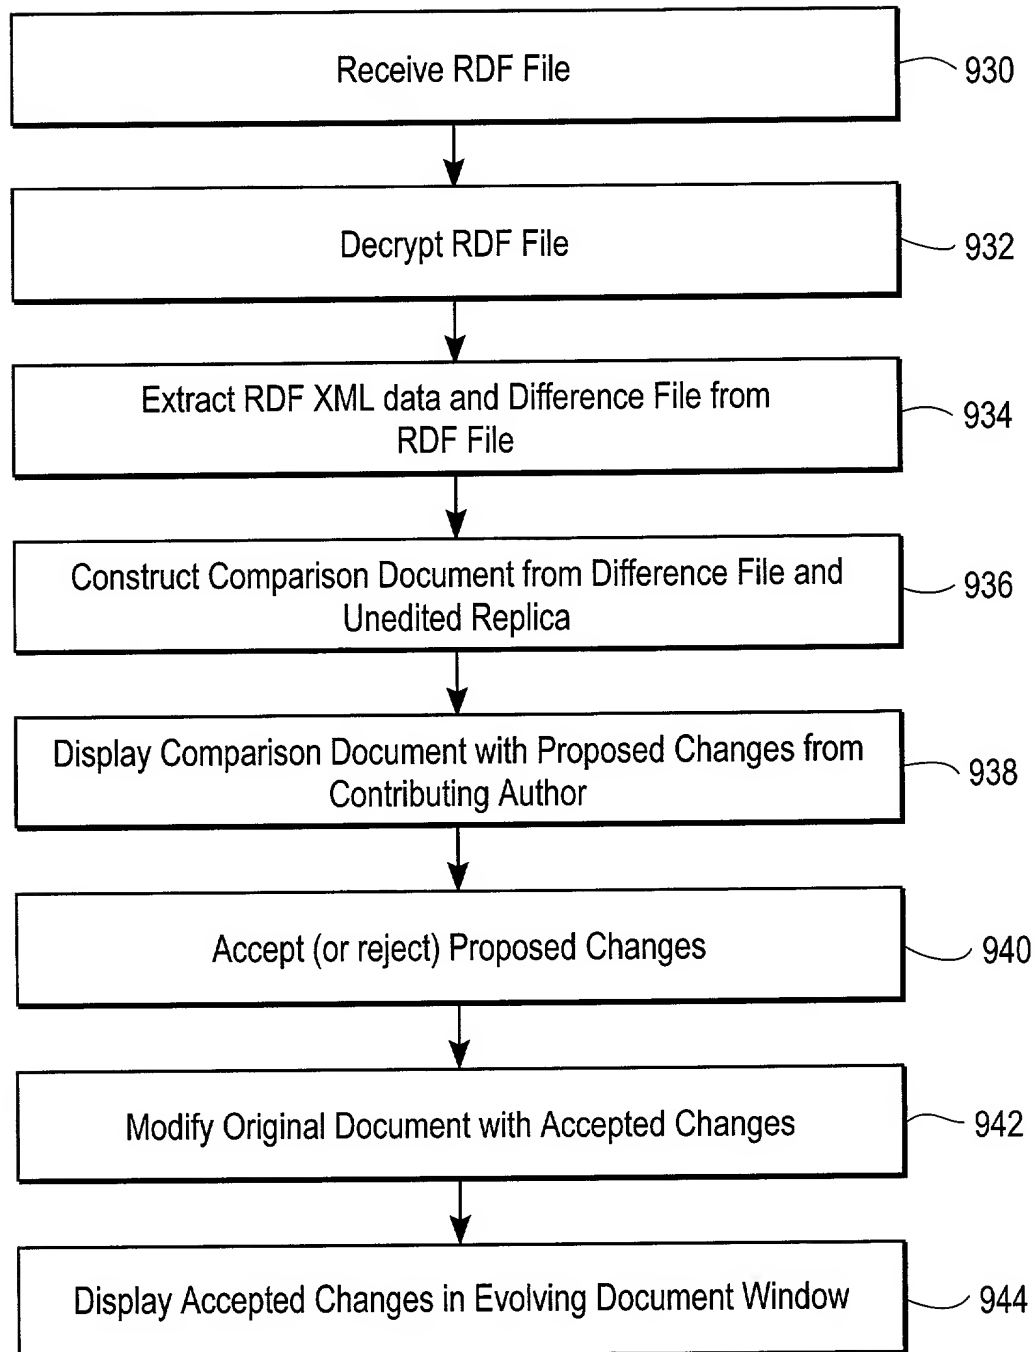 Receive RDF File
930
Decrypt RDF File
932
Extract RDF XML data and Difference File from
RDF File
934
Construct Comparison Document from Difference File and
Unedited Replica
936
Display Comparison Document with Proposed Changes from
Contributing Author
938
Accept (or reject) Proposed Changes
940
Modify Original Document with Accepted Changes
942
Display Accepted Changes in Evolving Document Window
944